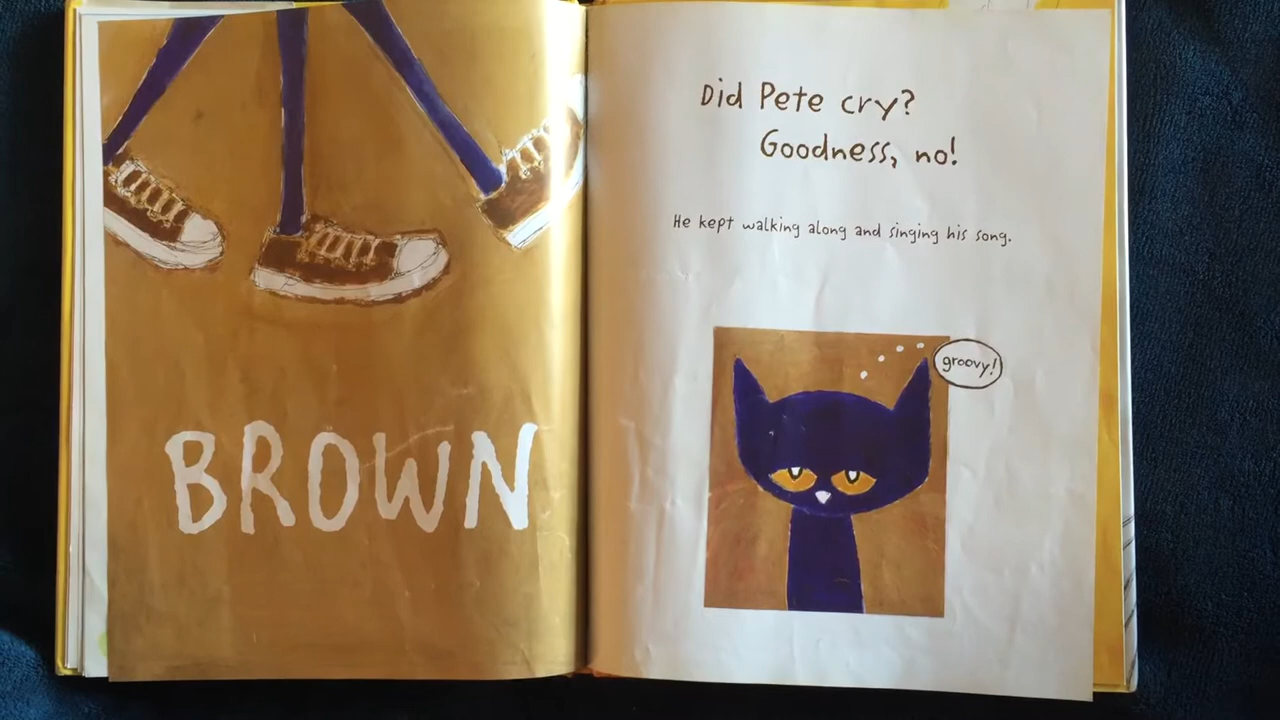 BROWN
Did Pete cry?
Goodness, no!
He kept walking along and singing his song.
groovy!